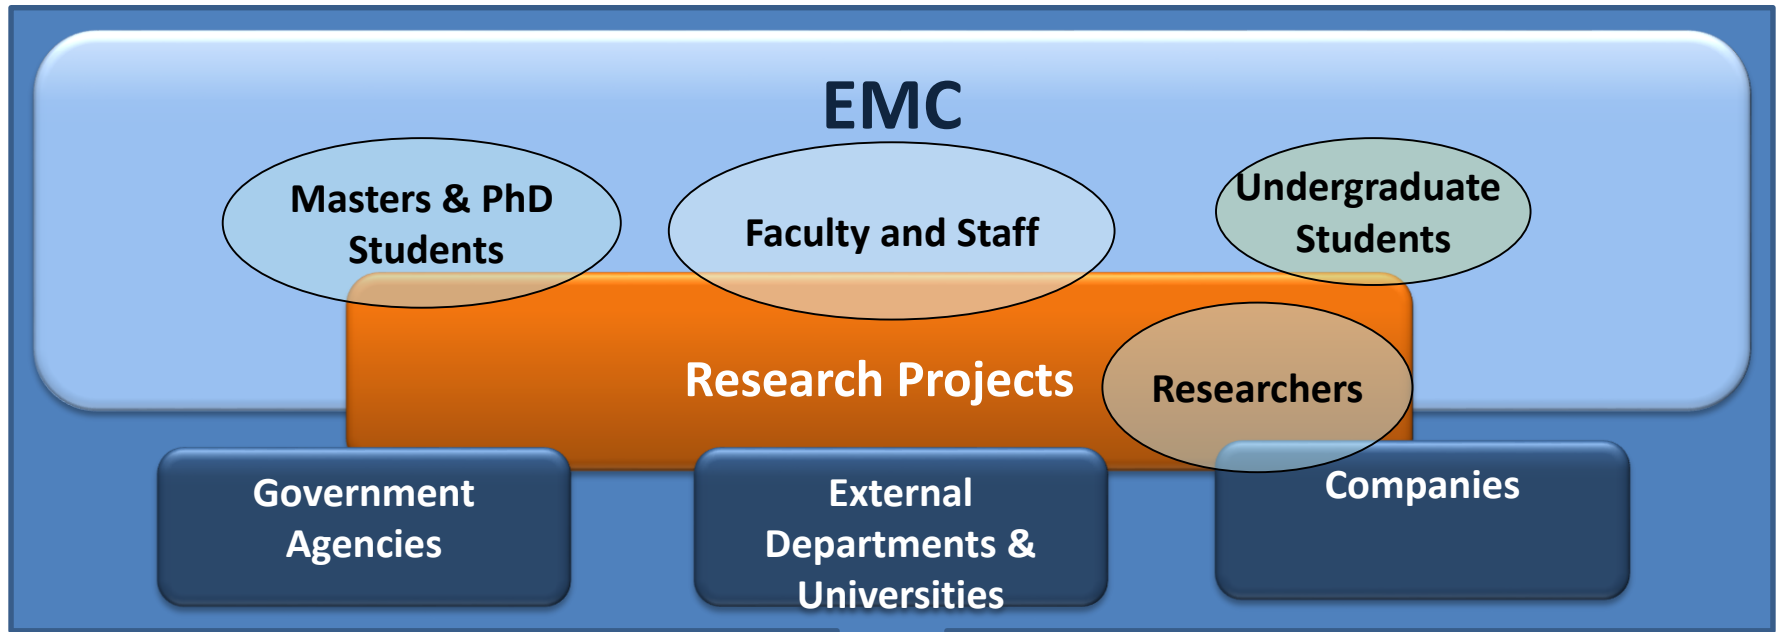 EMC
Masters & PhD
Students
Faculty and Staff
Undergraduate
Students
Research Projects
Researchers
Government
Agencies
External
Departments &
Universities
Companies